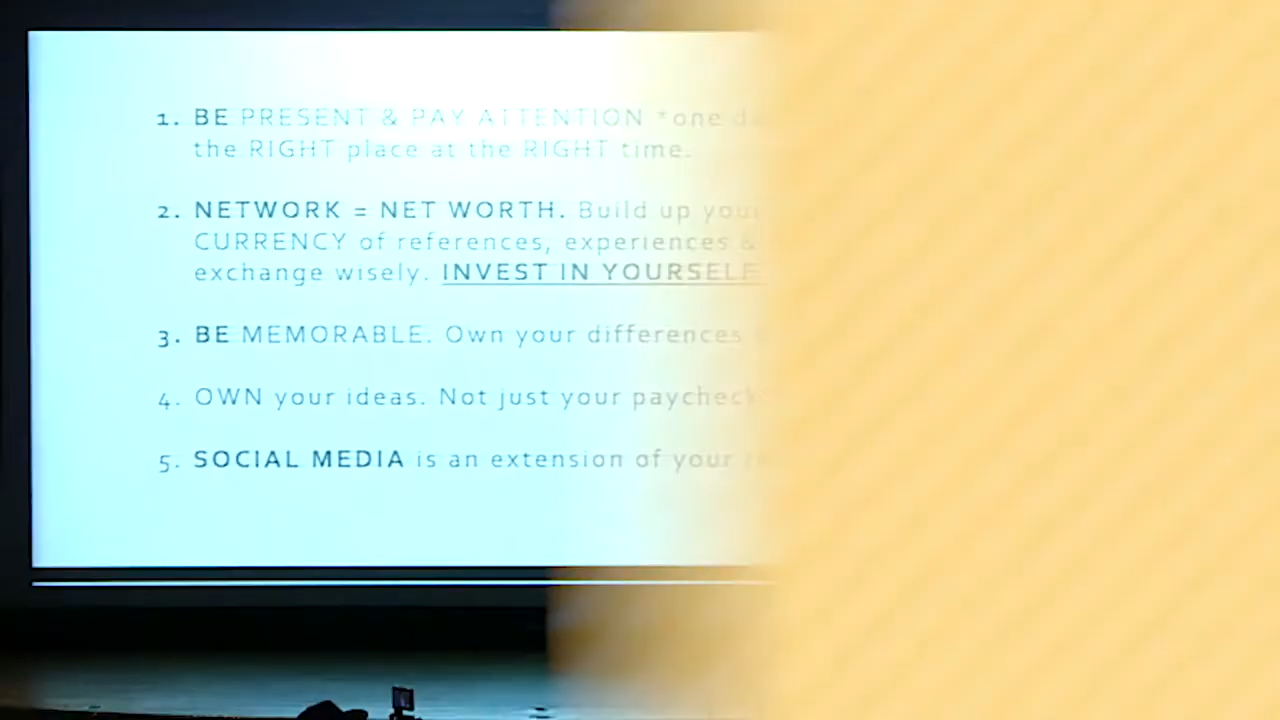 1. BE PRESENT & PAY ATTENTION *one
the RIGHT place at the RIGHT time.
2. NETWORK = NET WORTH. Build up your
CURRENCY of references, experiences &
exchange wisely. INVEST IN YOURSELF
3. BE MEMORABLE. Own your differences
4. OWN your ideas. Not just your paycheck
5. SOCIAL MEDIA is an extension of your